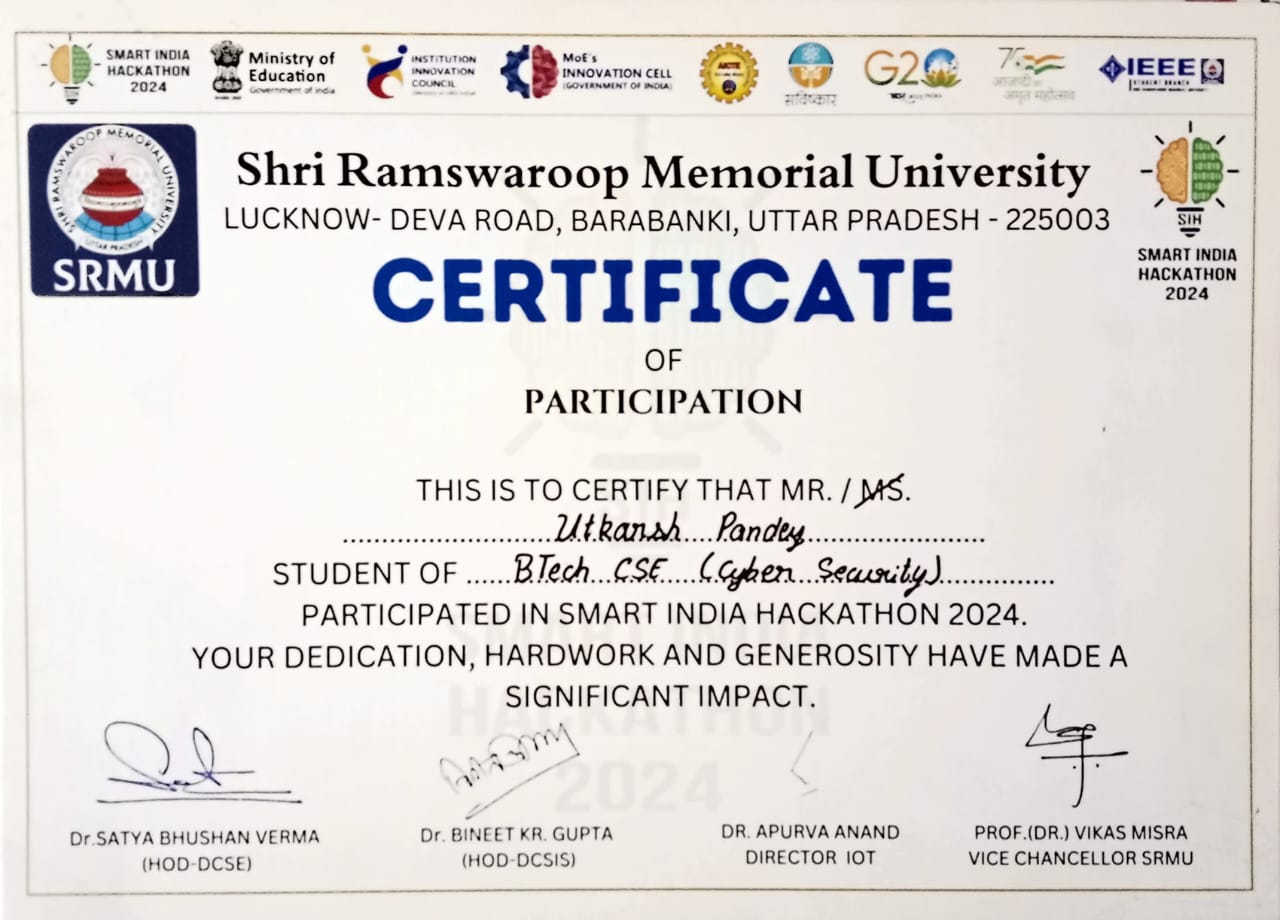 SMART INDIA
HACKATHON
2024
Ministry of
Education
Government of India
INSTITUTION
INNOVATION
COUNCIL
MoE's
INNOVATION CELL
(GOVERNMENT OF INDIA)
AICTE
सविष्कार
G20
भारत 2023 INDIA
75
आज़ादी का
अमृत महोत्सव
IEEE
STUDENT BRANCH
SHRI RAMSWAROOP MEMORIAL UNIVERSITY
UTTAR PRADESH
SRMU
Shri Ramswaroop Memorial University
LUCKNOW- DEVA ROAD, BARABANKI, UTTAR PRADESH - 225003
SIH
SMART INDIA
HACKATHON
2024
CERTIFICATE
OF
PARTICIPATION
THIS IS TO CERTIFY THAT MR. / MS.
Utkarsh Pandey
STUDENT OF BTech CSE (Cyber Security)
PARTICIPATED IN SMART INDIA HACKATHON 2024.
YOUR DEDICATION, HARDWORK AND GENEROSITY HAVE MADE A
SIGNIFICANT IMPACT.
Dr.SATYA BHUSHAN VERMA
(HOD-DCSE)
Dr. BINEET KR. GUPTA
(HOD-DCSIS)
DR. APURVA ANAND
DIRECTOR IOT
PROF.(DR.) VIKAS MISRA
VICE CHANCELLOR SRMU